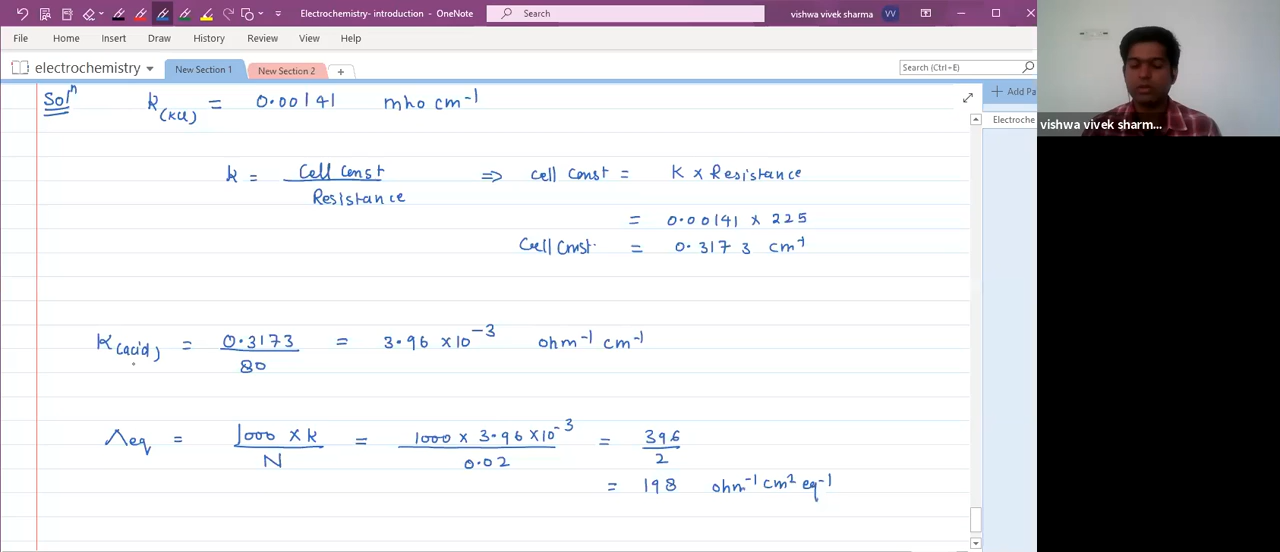 Electrochemistry- introduction - OneNote
Search
vishwa vivek sharma
VV
File Home Insert Draw History Review View Help
electrochemistry
New Section 1
New Section 2
Search (Ctrl+E)
Add Pa
Electroche
vishwa vivek sharm...
Solⁿ k(KCl) = 0.00141 mho cm⁻¹
k = Cell Const / Resistance ⇒ cell Const = K x Resistance
= 0.00141 x 225
Cell Const. = 0.3173 cm⁻¹
K(acid) = 0.3173 / 80 = 3.96 x 10⁻³ ohm⁻¹ cm⁻¹
Λeq = 1000 x k / N = 1000 x 3.96 x 10⁻³ / 0.02 = 396 / 2
= 198 ohm⁻¹ cm² eq⁻¹